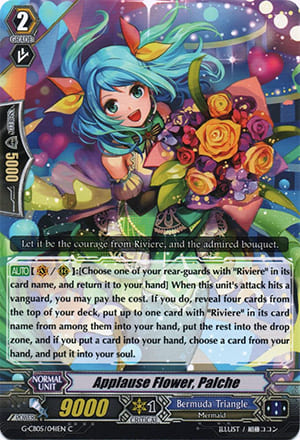 2
GRADE
SHIELD
5000
Let it be the courage from Riviere, and the admired bouquet.
AUTO [ / ]:[Choose one of your rear-guards with "Riviere" in its
card name, and return it to your hand] When this unit's attack hits a
vanguard, you may pay the cost. If you do, reveal four cards from
the top of your deck, put up to one card with "Riviere" in its card
name from among them into your hand, put the rest into the drop
zone, and if you put a card into your hand, choose a card from your
hand, and put it into your soul.
NORMAL
UNIT
Applause Flower, Palche
POWER
9000
1
CRITICAL
Bermuda Triangle
Mermaid
G-CB05/041EN C
ILLUST /